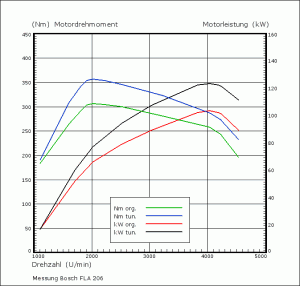 (Nm) Motordrehmoment Motorleistung (kW)
450 160
400 140
350 120
300 100
250 80
200 60
150 40
100 20
50 0
Nm org.
Nm tun.
kW org.
kW tun.
1000 2000 3000 4000 5000
Drehzahl (U/min)
Messung Bosch FLA 206